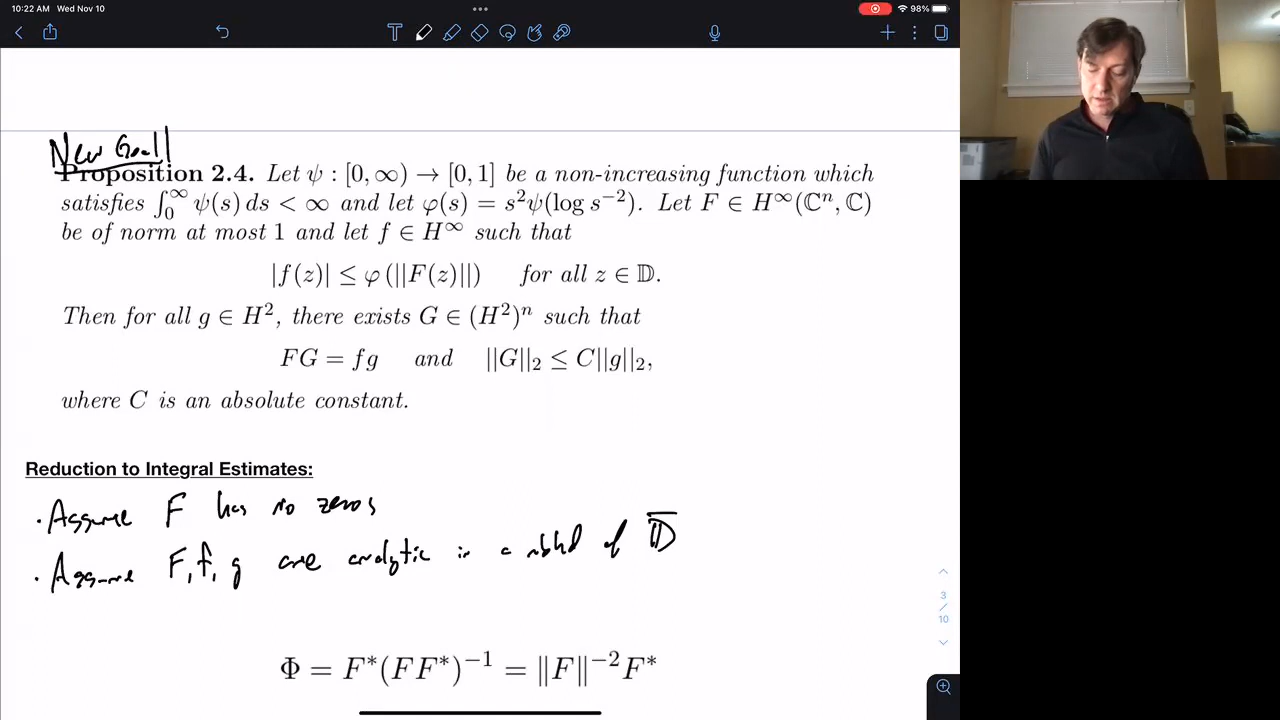 10:22 AM Wed Nov 10
98%
New Goal!
Proposition 2.4. Let ψ : [0, ∞) → [0, 1] be a non-increasing function which
satisfies ∫₀^∞ ψ(s) ds < ∞ and let φ(s) = s²ψ(log s⁻²). Let F ∈ H^∞(ℂⁿ, ℂ)
be of norm at most 1 and let f ∈ H^∞ such that
|f(z)| ≤ φ (||F(z)||) for all z ∈ 𝔻.
Then for all g ∈ H², there exists G ∈ (H²)ⁿ such that
FG = fg and ||G||₂ ≤ C||g||₂,
where C is an absolute constant.
Reduction to Integral Estimates:
· Assume F has no zeros
· Assume F, f, g are analytic in a nbhd of 𝔻̅
Φ = F*(FF*)⁻¹ = ‖F‖⁻²F*
3
/
10